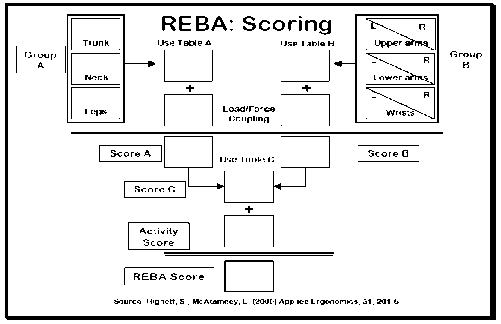 REBA: Scoring
Group A
Trunk
Neck
Legs
Use Table A
Use Table B
L R
Upper arms
L R
Lower arms
L R
Wrists
Group B
+
+
Load/Force
Coupling
Score A
Use Table C
Score B
Score C
+
Activity Score
REBA Score
Source: Hignett, S., McAtamney, L. (2000) Applied Ergonomics, 31, 201-5